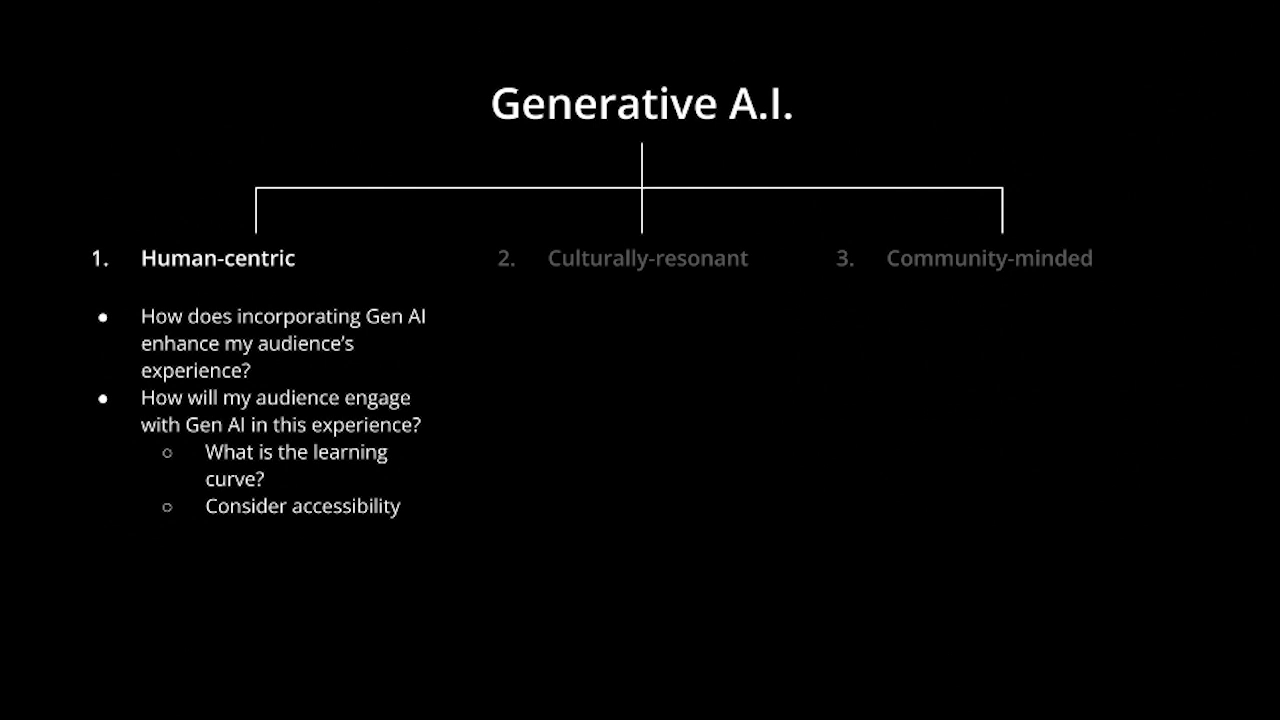 Generative A.I.
1. Human-centric
2. Culturally-resonant
3. Community-minded
● How does incorporating Gen AI
enhance my audience’s
experience?
● How will my audience engage
with Gen AI in this experience?
○ What is the learning
curve?
○ Consider accessibility